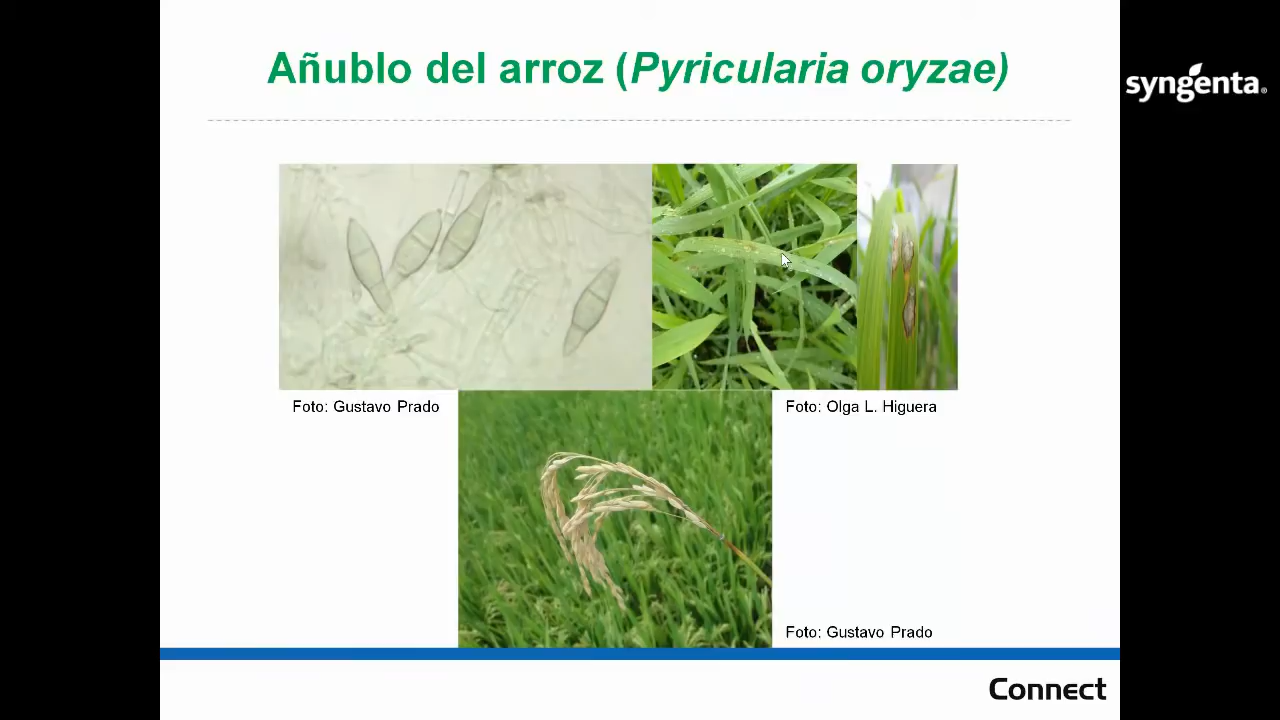 Añublo del arroz (Pyricularia oryzae)
syngenta®
Foto: Gustavo Prado
Foto: Olga L. Higuera
Foto: Gustavo Prado
Connect